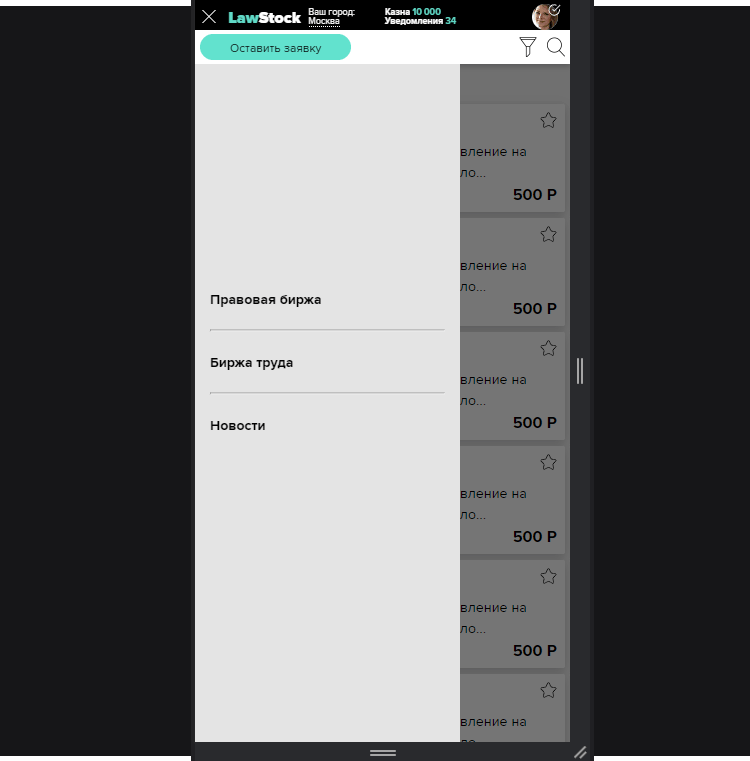 LawStock
Ваш город:
Москва
Казна 10 000
Уведомления 34
Оставить заявку
Правовая биржа
Биржа труда
Новости
вление на
ло...
500 Р
вление на
ло...
500 Р
вление на
ло...
500 Р
вление на
ло...
500 Р
вление на
ло...
500 Р
вление на
ло...